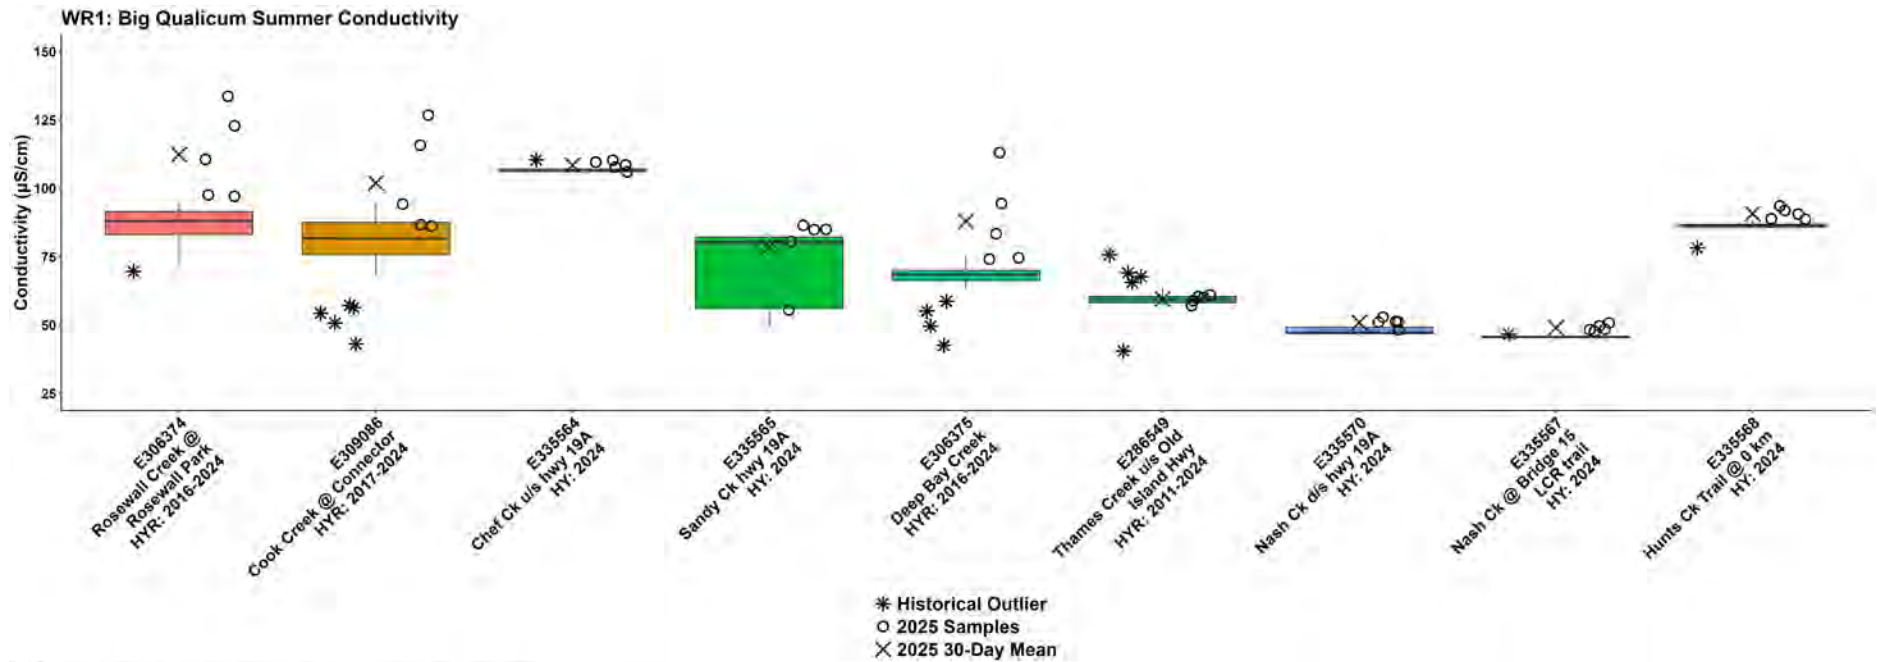 WR1: Big Qualicum Summer Conductivity
Conductivity (µS/cm)
150
125
100
75
50
25
E306374
Rosewall Creek @
Rosewall Park
HYR: 2016-2024
E309086
Cook Creek @ Connector
HYR: 2017-2024
E335564
Chef Ck u/s hwy 19A
HY: 2024
E335565
Sandy Ck hwy 19A
HY: 2024
E306375
Deep Bay Creek
HYR: 2016-2024
E286549
Thames Creek u/s Old
Island Hwy
HYR: 2011-2024
E335570
Nash Ck d/s hwy 19A
HY: 2024
E335567
Nash Ck @ Bridge 15
LCR trail
HY: 2024
E335568
Hunts Ck Trail @ 0 km
HY: 2024
Historical Outlier
2025 Samples
2025 30-Day Mean